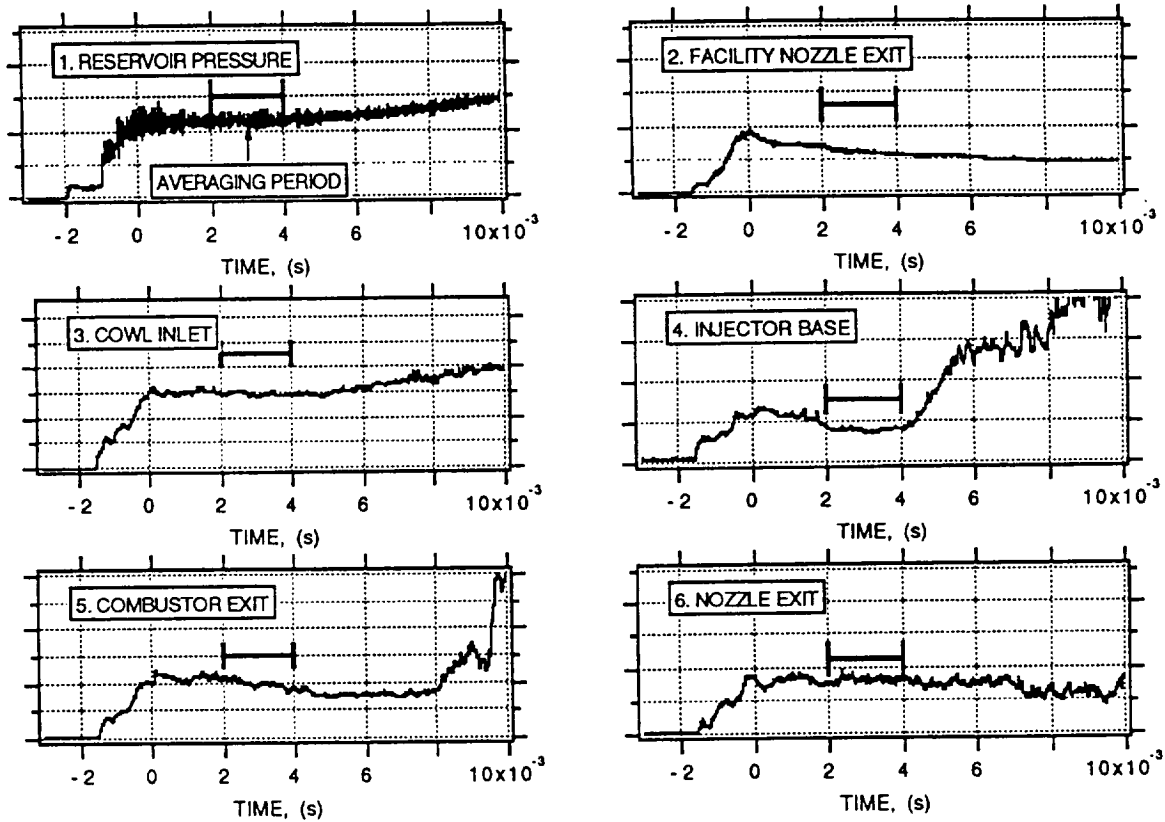 1. RESERVOIR PRESSURE
AVERAGING PERIOD
-2 0 2 4 6 10x10-3
TIME, (s)
2. FACILITY NOZZLE EXIT
-2 0 2 4 6 10x10-3
TIME, (s)
3. COWL INLET
-2 0 2 4 6 10x10-3
TIME, (s)
4. INJECTOR BASE
-2 0 2 4 6 10x10-3
TIME, (s)
5. COMBUSTOR EXIT
-2 0 2 4 6 10x10-3
TIME, (s)
6. NOZZLE EXIT
-2 0 2 4 6 10x10-3
TIME, (s)